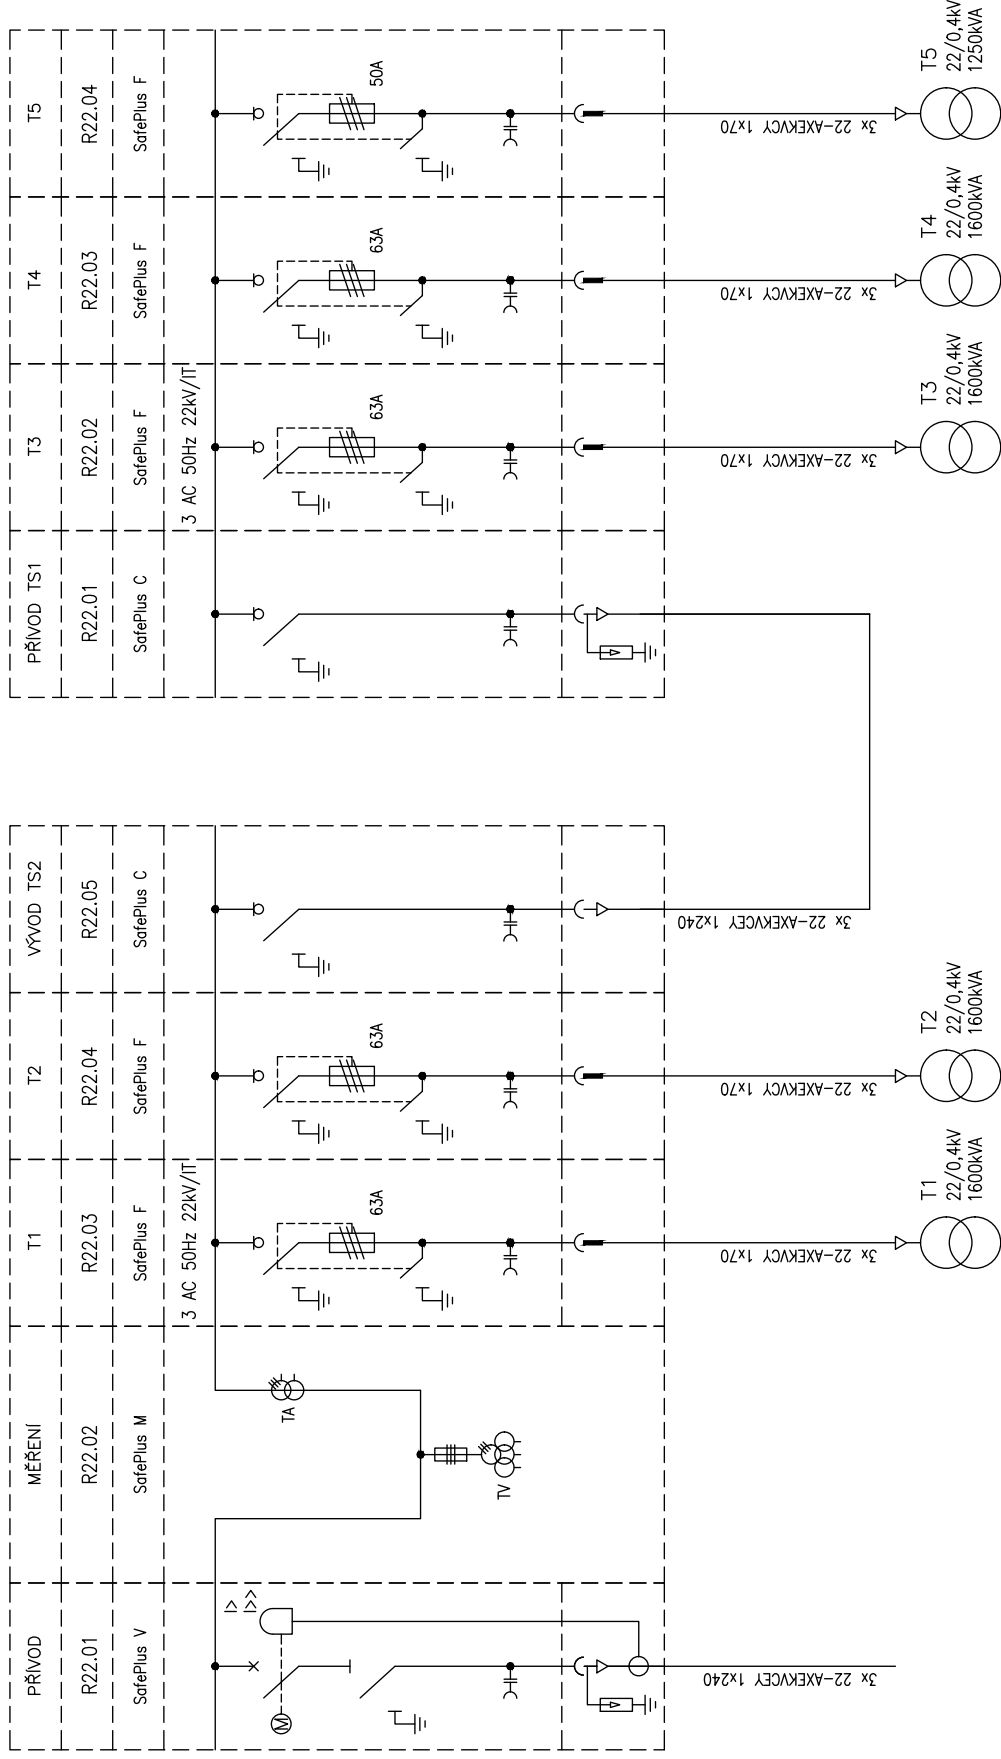 PŘÍVOD
R22.01
SafePlus V
I>
I>>
M
3x 22-AXEKVCEY 1x240
MĚŘENÍ
R22.02
SafePlus M
TA
TV
T1
R22.03
SafePlus F
3 AC 50Hz 22kV/IT
63A
3x 22-AXEKVCY 1x70
T1
22/0,4kV
1600kVA
T2
R22.04
SafePlus F
63A
3x 22-AXEKVCY 1x70
T2
22/0,4kV
1600kVA
VÝVOD TS2
R22.05
SafePlus C
3x 22-AXEKVCEY 1x240
PŘÍVOD TS1
R22.01
SafePlus C
T3
R22.02
SafePlus F
3 AC 50Hz 22kV/IT
63A
3x 22-AXEKVCY 1x70
T3
22/0,4kV
1600kVA
T4
R22.03
SafePlus F
63A
3x 22-AXEKVCY 1x70
T4
22/0,4kV
1600kVA
T5
R22.04
SafePlus F
50A
3x 22-AXEKVCY 1x70
T5
22/0,4kV
1250kVA